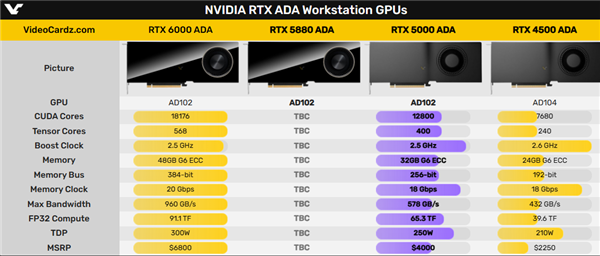 NVIDIA RTX ADA Workstation GPUs
VideoCardz.com RTX 6000 ADA RTX 5880 ADA RTX 5000 ADA RTX 4500 ADA
Picture
GPU AD102 AD102 AD102 AD104
CUDA Cores 18176 TBC 12800 7680
Tensor Cores 568 TBC 400 240
Boost Clock 2.5 GHz TBC 2.5 GHz 2.6 GHz
Memory 48GB G6 ECC TBC 32GB G6 ECC 24GB G6 ECC
Memory Bus 384-bit TBC 256-bit 192-bit
Memory Clock 20 Gbps TBC 18 Gbps 18 Gbps
Max Bandwidth 960 GB/s TBC 578 GB/s 432 GB/s
FP32 Compute 91.1 TF TBC 65.3 TF 39.6 TF
TDP 300W TBC 250W 210W
MSRP $6800 TBC $4000 $2250